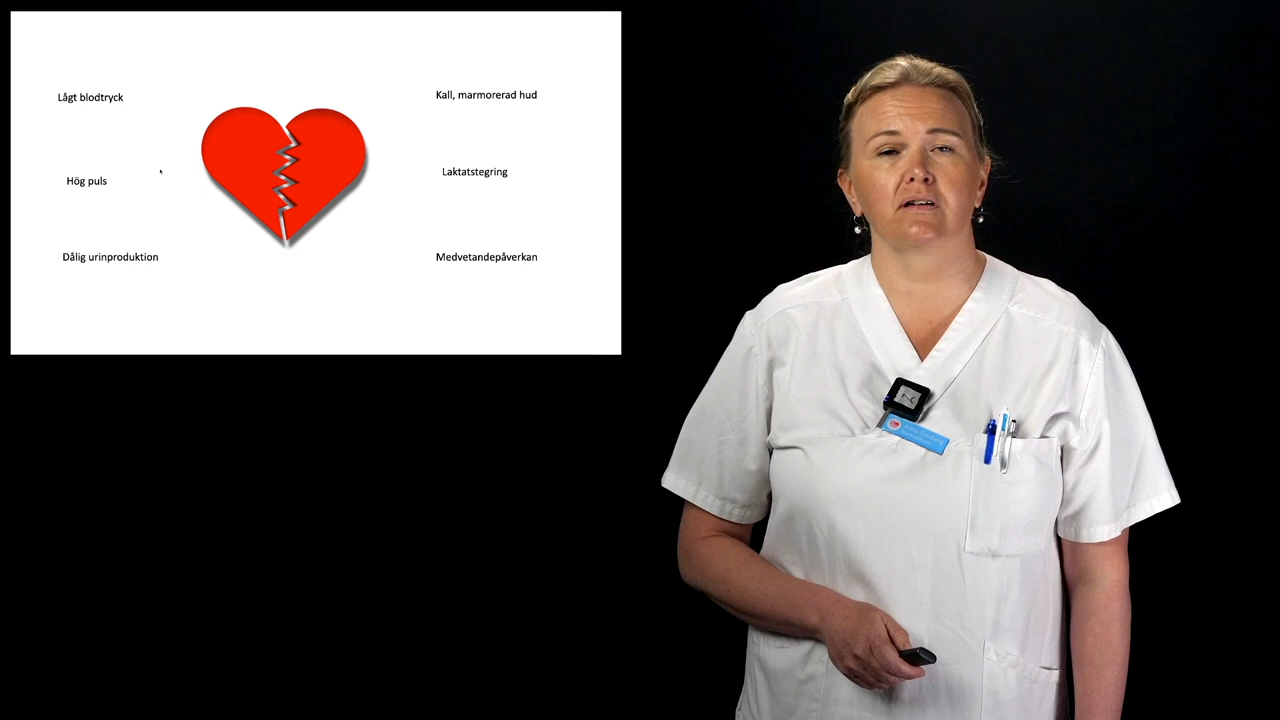 Lågt blodtryck
Hög puls
Dålig urinproduktion
Kall, marmorerad hud
Laktatstegring
Medvetandepåverkan